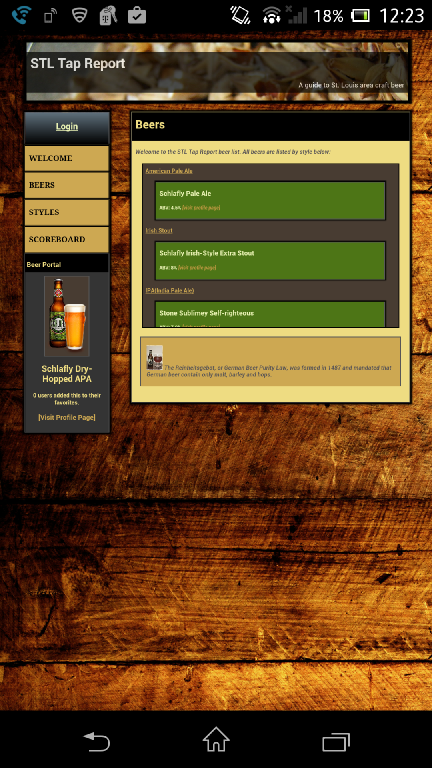 18% 12:23
STL Tap Report
A guide to St. Louis area craft beer
Login
WELCOME
BEERS
STYLES
SCOREBOARD
Beer Portal
Schlafly Dry-
Hopped APA
0 users added this to their
favorites.
[Visit Profile Page]
Beers
Welcome to the STL Tap Report beer list. All beers are listed by style below:
American Pale Ale
Schlafly Pale Ale
ABV: 4.4% [visit profile page]
Irish Stout
Schlafly Irish-Style Extra Stout
ABV: 8% [visit profile page]
IPA(India Pale Ale)
Stone Sublimey Self-righteous
The Reinheitsgebot, or German Beer Purity Law, was formed in 1487 and mandated that
German beer contain only malt, barley and hops.